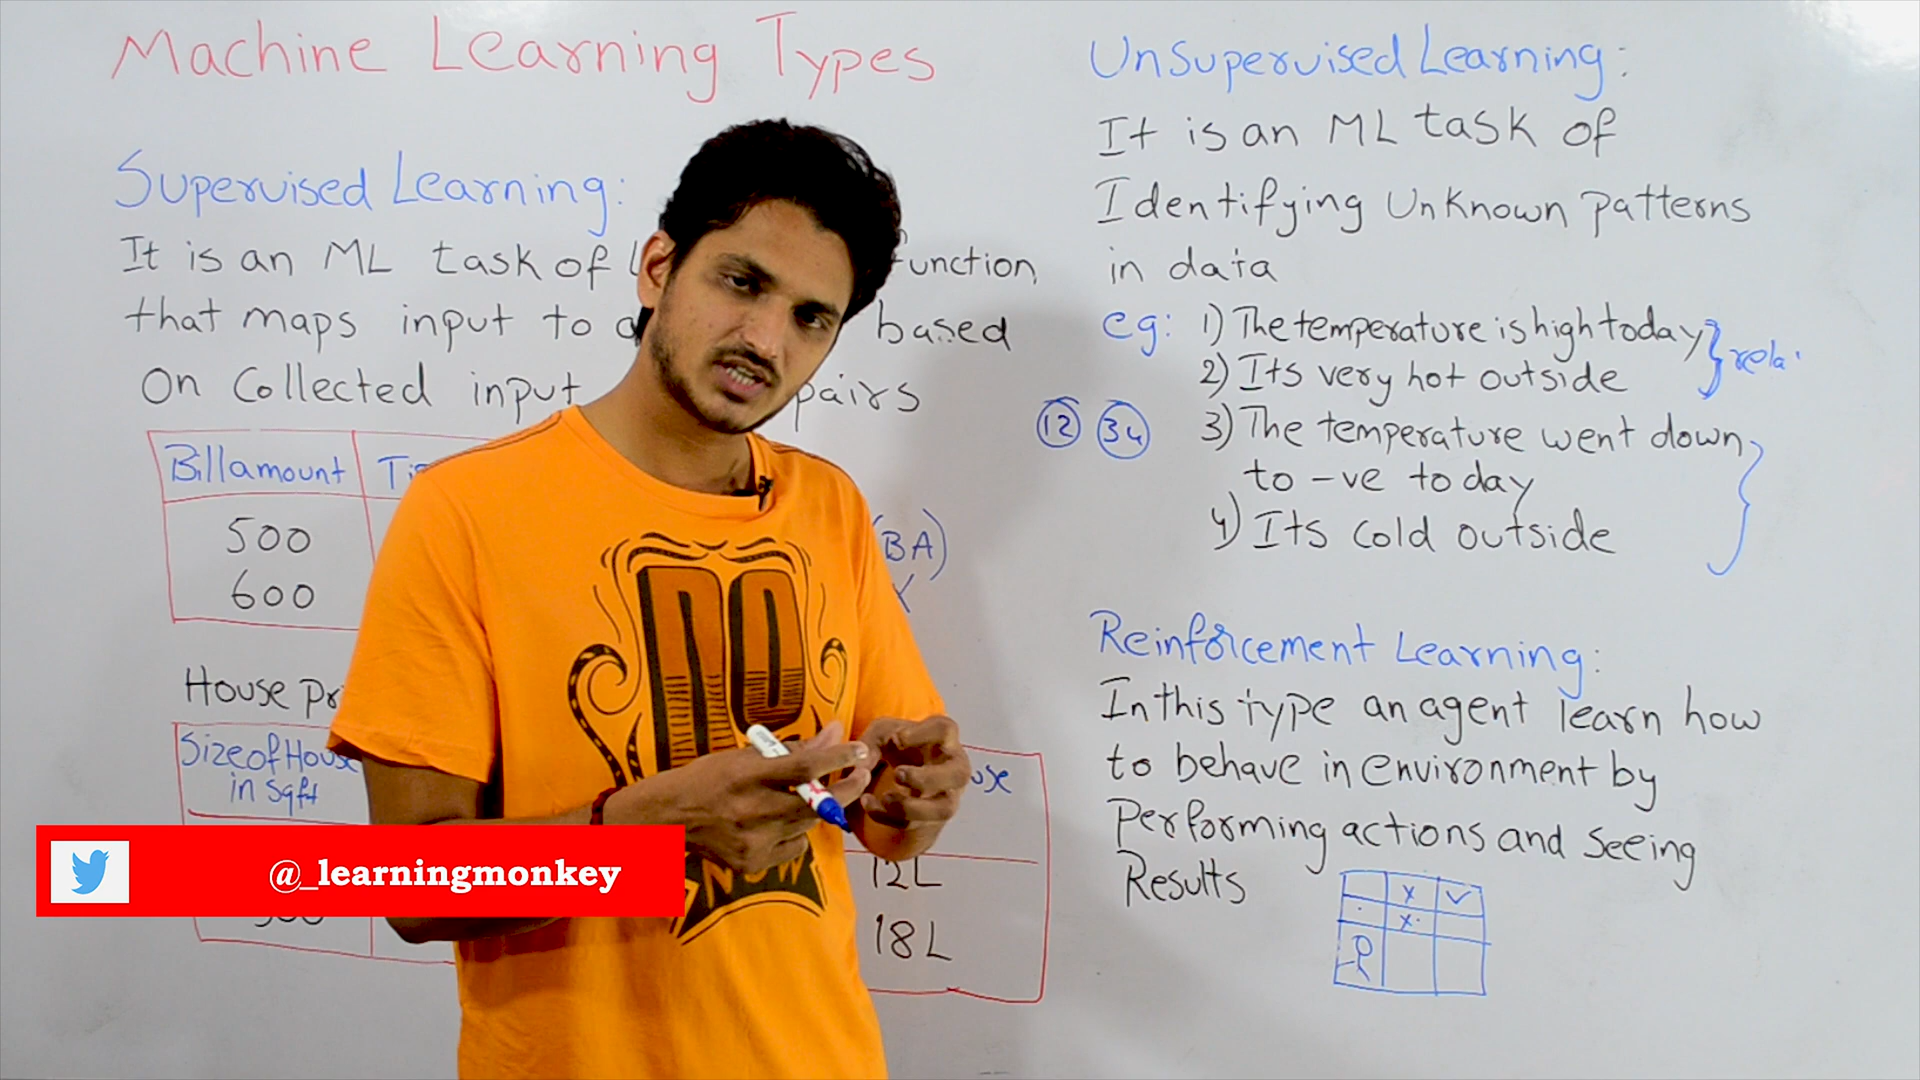 Machine Learning Types
Supervised Learning:
It is an ML task of
that maps input to
based
On Collected input
pairs
Billamount
500
600
(BA)
House
Size of House
in sqft
12L
18L
@_learningmonkey
DO
NOW
Unsupervised Learning:
It is an ML task of
Identifying Unknown patterns
in data
eg: 1) The temperature is high today
2) Its very hot outside
12 34 3) The temperature went down
to -ve today
4) Its cold outside
Reinforcement Learning:
In this type an agent learn how
to behave in environment by
Performing actions and seeing
Results
x ✓
x